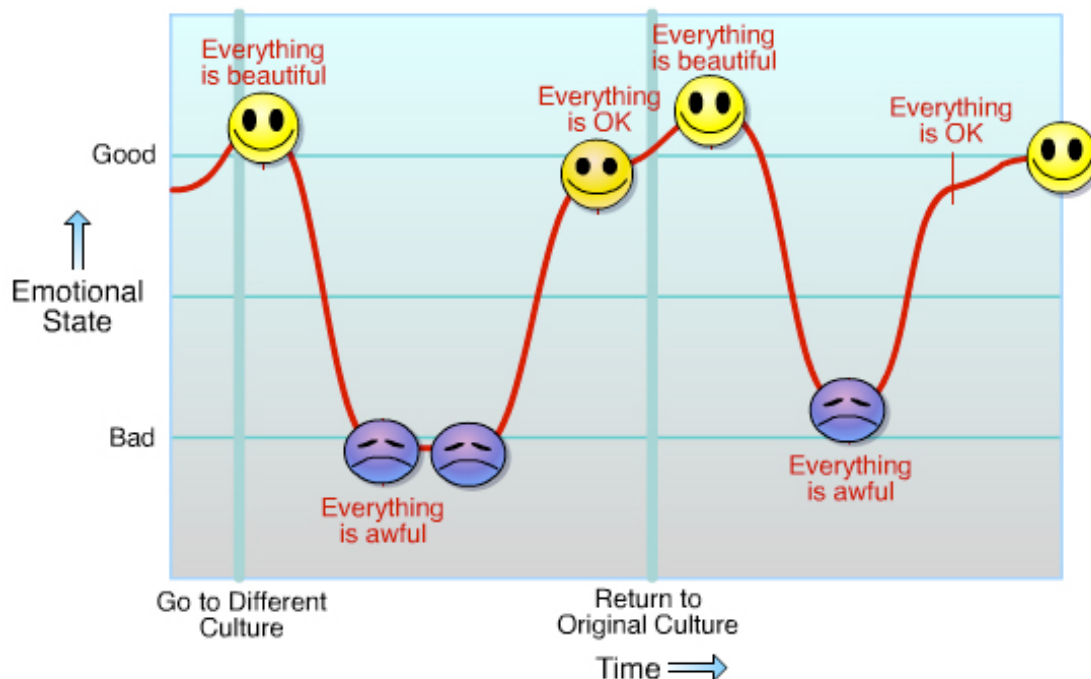 Everything
is beautiful
Everything
is OK
Everything
is beautiful
Everything
is OK
Good
Emotional
State
Bad
Everything
is awful
Everything
is awful
Go to Different
Culture
Return to
Original Culture
Time